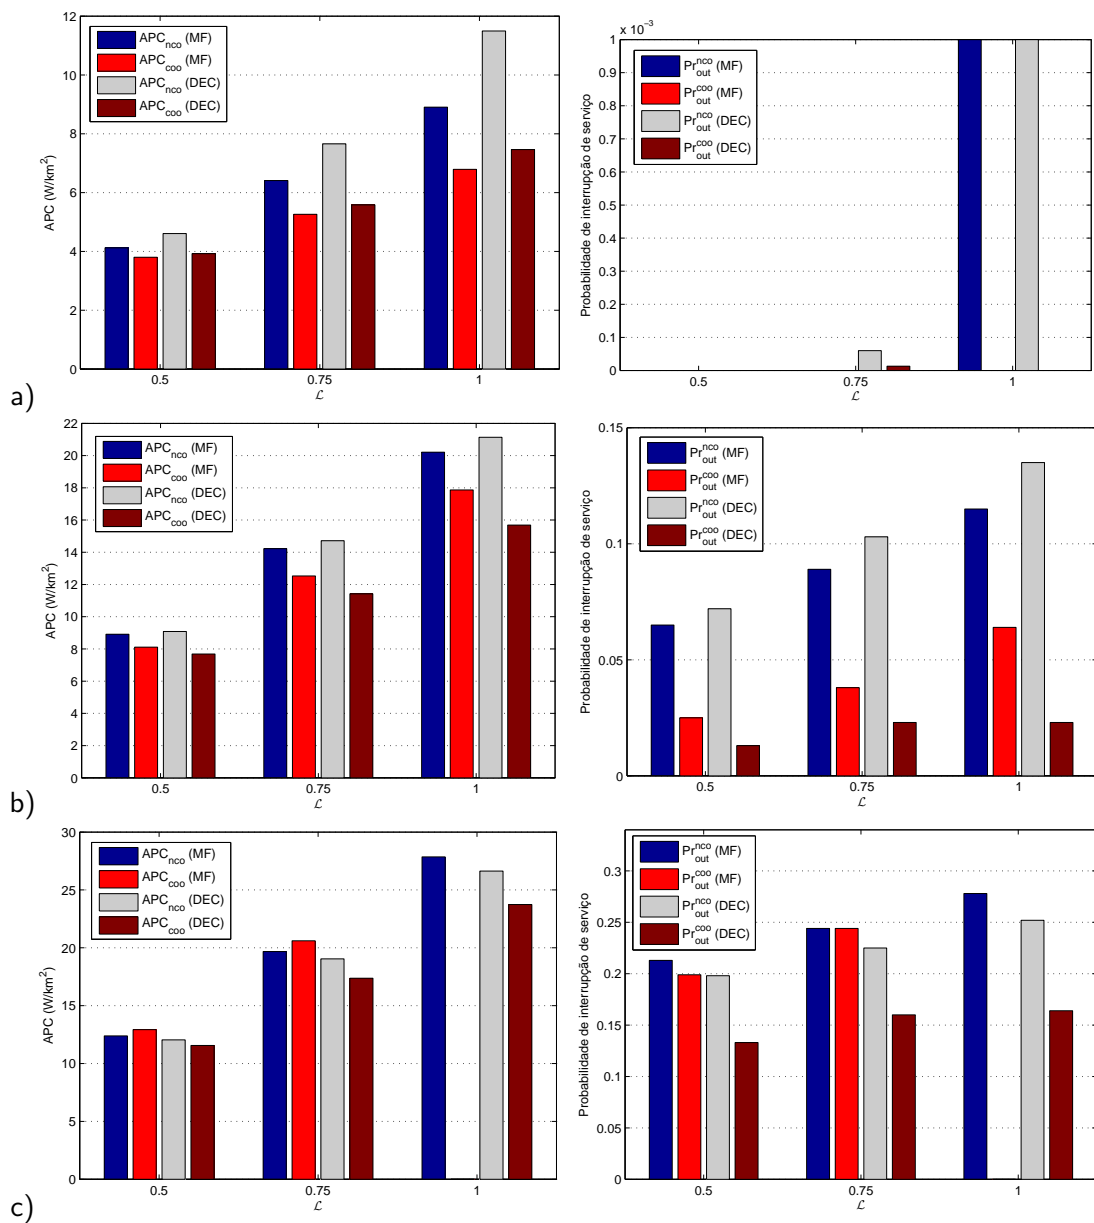 12
10
8
6
4
2
0
APC (W/km²)
APC_nco (MF)
APC_coo (MF)
APC_nco (DEC)
APC_coo (DEC)
0.5
0.75
1
ℒ
x 10⁻³
1
0.9
0.8
0.7
0.6
0.5
0.4
0.3
0.2
0.1
0
Probabilidade de interrupção de serviço
Pr_out^nco (MF)
Pr_out^coo (MF)
Pr_out^nco (DEC)
Pr_out^coo (DEC)
0.5
0.75
1
ℒ
a)
22
20
18
16
14
12
10
8
6
4
2
0
APC (W/km²)
APC_nco (MF)
APC_coo (MF)
APC_nco (DEC)
APC_coo (DEC)
0.5
0.75
1
ℒ
0.15
0.1
0.05
0
Probabilidade de interrupção de serviço
Pr_out^nco (MF)
Pr_out^coo (MF)
Pr_out^nco (DEC)
Pr_out^coo (DEC)
0.5
0.75
1
ℒ
b)
30
25
20
15
10
5
0
APC (W/km²)
APC_nco (MF)
APC_coo (MF)
APC_nco (DEC)
APC_coo (DEC)
0.5
0.75
1
ℒ
0.3
0.25
0.2
0.15
0.1
0.05
0
Probabilidade de interrupção de serviço
Pr_out^nco (MF)
Pr_out^coo (MF)
Pr_out^nco (DEC)
Pr_out^coo (DEC)
0.5
0.75
1
ℒ
c)